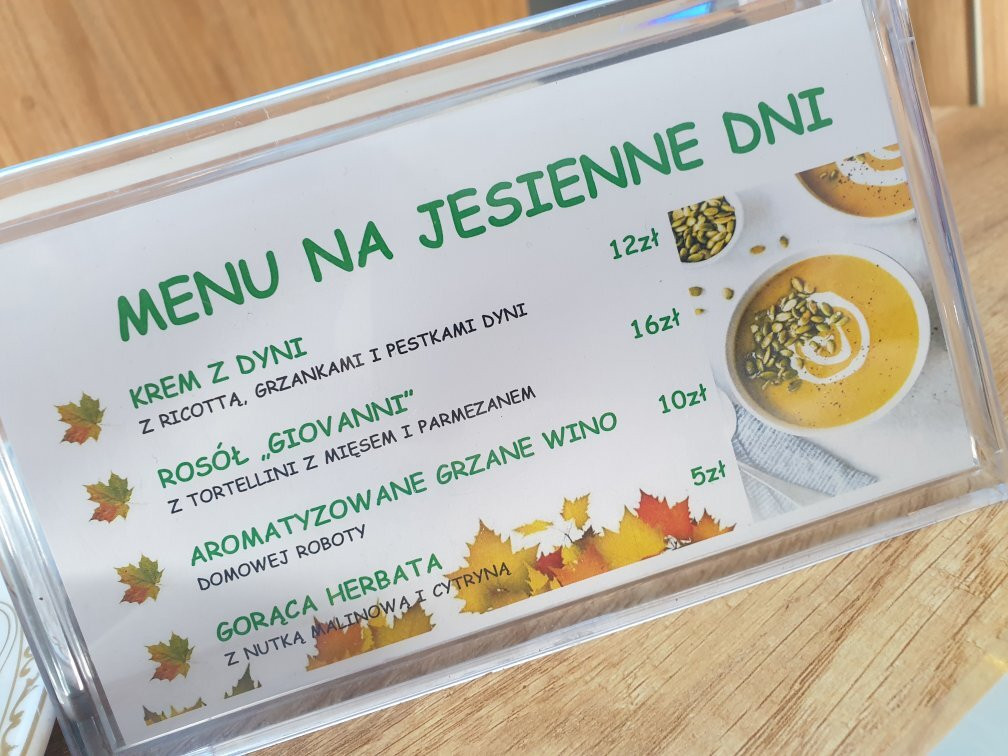 MENU NA JESIENNE DNI
KREM Z DYNI 12zł
Z RICOTTĄ, GRZANKAMI I PESTKAMI DYNI
ROSÓŁ „GIOVANNI” 16zł
Z TORTELLINI Z MIĘSEM I PARMEZANEM
AROMATYZOWANE GRZANE WINO 10zł
DOMOWEJ ROBOTY
GORĄCA HERBATA 5zł
Z NUTKĄ MALINOWĄ I CYTRYNĄ